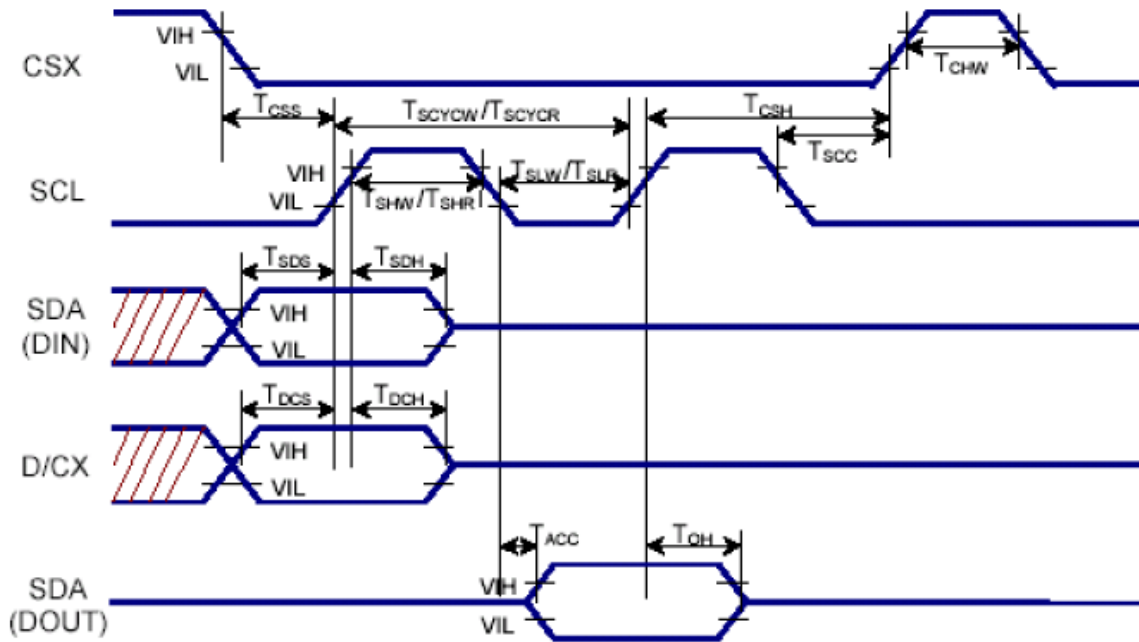 CSX
VIH
VIL
TCSS
TSCYCW/TSCYCR
TCSH
TCHW
TSCC
SCL
VIH
VIL
TSHW/TSHR
TSLW/TSLR
SDA
(DIN)
TSDS
TSDH
VIH
VIL
D/CX
TDCS
TDCH
VIH
VIL
SDA
(DOUT)
TACC
TOH
VIH
VIL